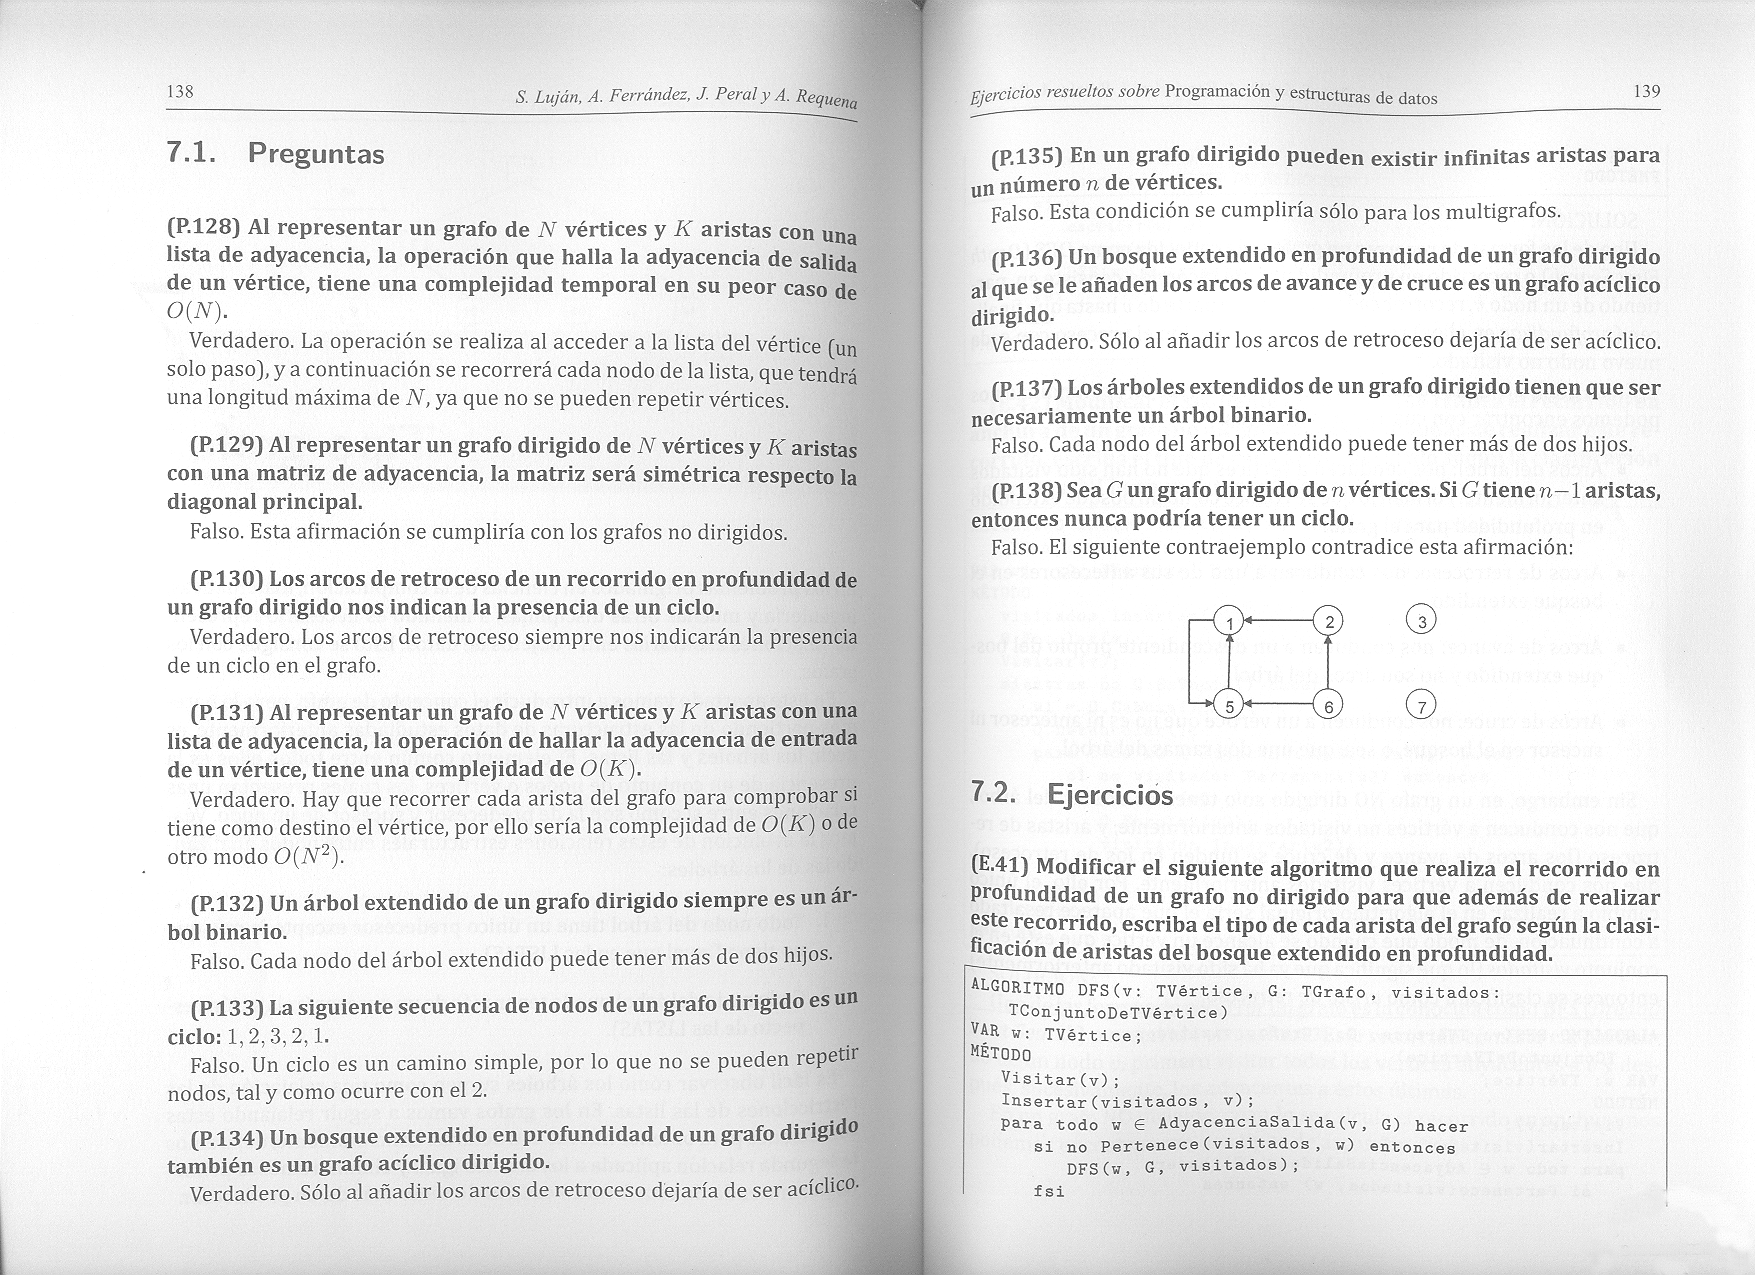 138
S. Luján, A. Ferrández, J. Peral y A. Requena
7.1. Preguntas
(P.128) Al representar un grafo de N vértices y K aristas con una
lista de adyacencia, la operación que halla la adyacencia de salida
de un vértice, tiene una complejidad temporal en su peor caso de
O(N).
Verdadero. La operación se realiza al acceder a la lista del vértice (un
solo paso), y a continuación se recorrerá cada nodo de la lista, que tendrá
una longitud máxima de N, ya que no se pueden repetir vértices.
(P.129) Al representar un grafo dirigido de N vértices y K aristas
con una matriz de adyacencia, la matriz será simétrica respecto la
diagonal principal.
Falso. Esta afirmación se cumpliría con los grafos no dirigidos.
(P.130) Los arcos de retroceso de un recorrido en profundidad de
un grafo dirigido nos indican la presencia de un ciclo.
Verdadero. Los arcos de retroceso siempre nos indicarán la presencia
de un ciclo en el grafo.
(P.131) Al representar un grafo de N vértices y K aristas con una
lista de adyacencia, la operación de hallar la adyacencia de entrada
de un vértice, tiene una complejidad de O(K).
Verdadero. Hay que recorrer cada arista del grafo para comprobar si
tiene como destino el vértice, por ello sería la complejidad de O(K) o de
otro modo O(N²).
(P.132) Un árbol extendido de un grafo dirigido siempre es un ár-
bol binario.
Falso. Cada nodo del árbol extendido puede tener más de dos hijos.
(P.133) La siguiente secuencia de nodos de un grafo dirigido es un
ciclo: 1, 2, 3, 2, 1.
Falso. Un ciclo es un camino simple, por lo que no se pueden repetir
nodos, tal y como ocurre con el 2.
(P.134) Un bosque extendido en profundidad de un grafo dirigido
también es un grafo acíclico dirigido.
Verdadero. Sólo al añadir los arcos de retroceso dejaría de ser acíclico.
Ejercicios resueltos sobre Programación y estructuras de datos
139
(P.135) En un grafo dirigido pueden existir infinitas aristas para
un número n de vértices.
Falso. Esta condición se cumpliría sólo para los multigrafos.
(P.136) Un bosque extendido en profundidad de un grafo dirigido
al que se le añaden los arcos de avance y de cruce es un grafo acíclico
dirigido.
Verdadero. Sólo al añadir los arcos de retroceso dejaría de ser acíclico.
(P.137) Los árboles extendidos de un grafo dirigido tienen que ser
necesariamente un árbol binario.
Falso. Cada nodo del árbol extendido puede tener más de dos hijos.
(P.138) Sea G un grafo dirigido de n vértices. Si G tiene n−1 aristas,
entonces nunca podría tener un ciclo.
Falso. El siguiente contraejemplo contradice esta afirmación:
1 2 3
5 6 7
7.2. Ejercicios
(E.41) Modificar el siguiente algoritmo que realiza el recorrido en
profundidad de un grafo no dirigido para que además de realizar
este recorrido, escriba el tipo de cada arista del grafo según la clasi-
ficación de aristas del bosque extendido en profundidad.
ALGORITMO DFS(v: TVértice, G: TGrafo, visitados:
TConjuntoDeTVértice)
VAR w: TVértice;
MÉTODO
Visitar(v);
Insertar(visitados, v);
para todo w ∈ AdyacenciaSalida(v, G) hacer
si no Pertenece(visitados, w) entonces
DFS(w, G, visitados);
fsi